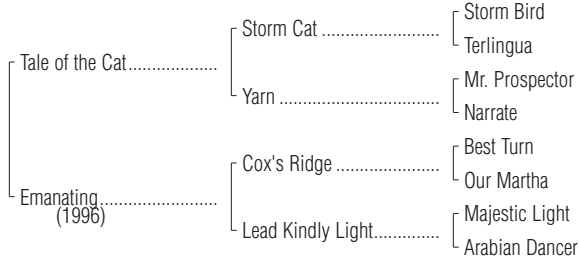 Storm Bird
Storm Cat ............................
Terlingua
Tale of the Cat.....................
Mr. Prospector
Yarn ......................................
Narrate
Best Turn
Cox's Ridge .........................
Our Martha
Emanating............................
(1996)
Majestic Light
Lead Kindly Light................
Arabian Dancer